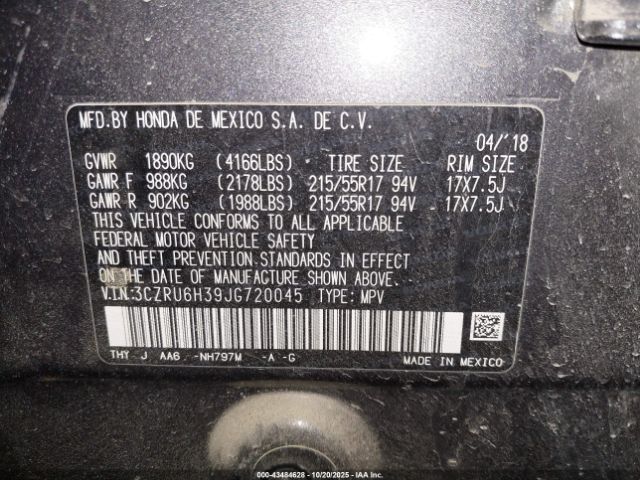 MFD.BY HONDA DE MEXICO S.A. DE C.V.
04/'18
GVWR 1890KG (4166LBS) TIRE SIZE RIM SIZE
GAWR F 988KG (2178LBS) 215/55R17 94V 17X7.5J
GAWR R 902KG (1988LBS) 215/55R17 94V 17X7.5J
THIS VEHICLE CONFORMS TO ALL APPLICABLE
FEDERAL MOTOR VEHICLE SAFETY
AND THEFT PREVENTION STANDARDS IN EFFECT
ON THE DATE OF MANUFACTURE SHOWN ABOVE.
V.I.N:3CZRU6H39JG720045 TYPE: MPV
THY J AA6 -NH797M -A -G
MADE IN MEXICO
000-43484628 - 10/20/2025 - IAA Inc.